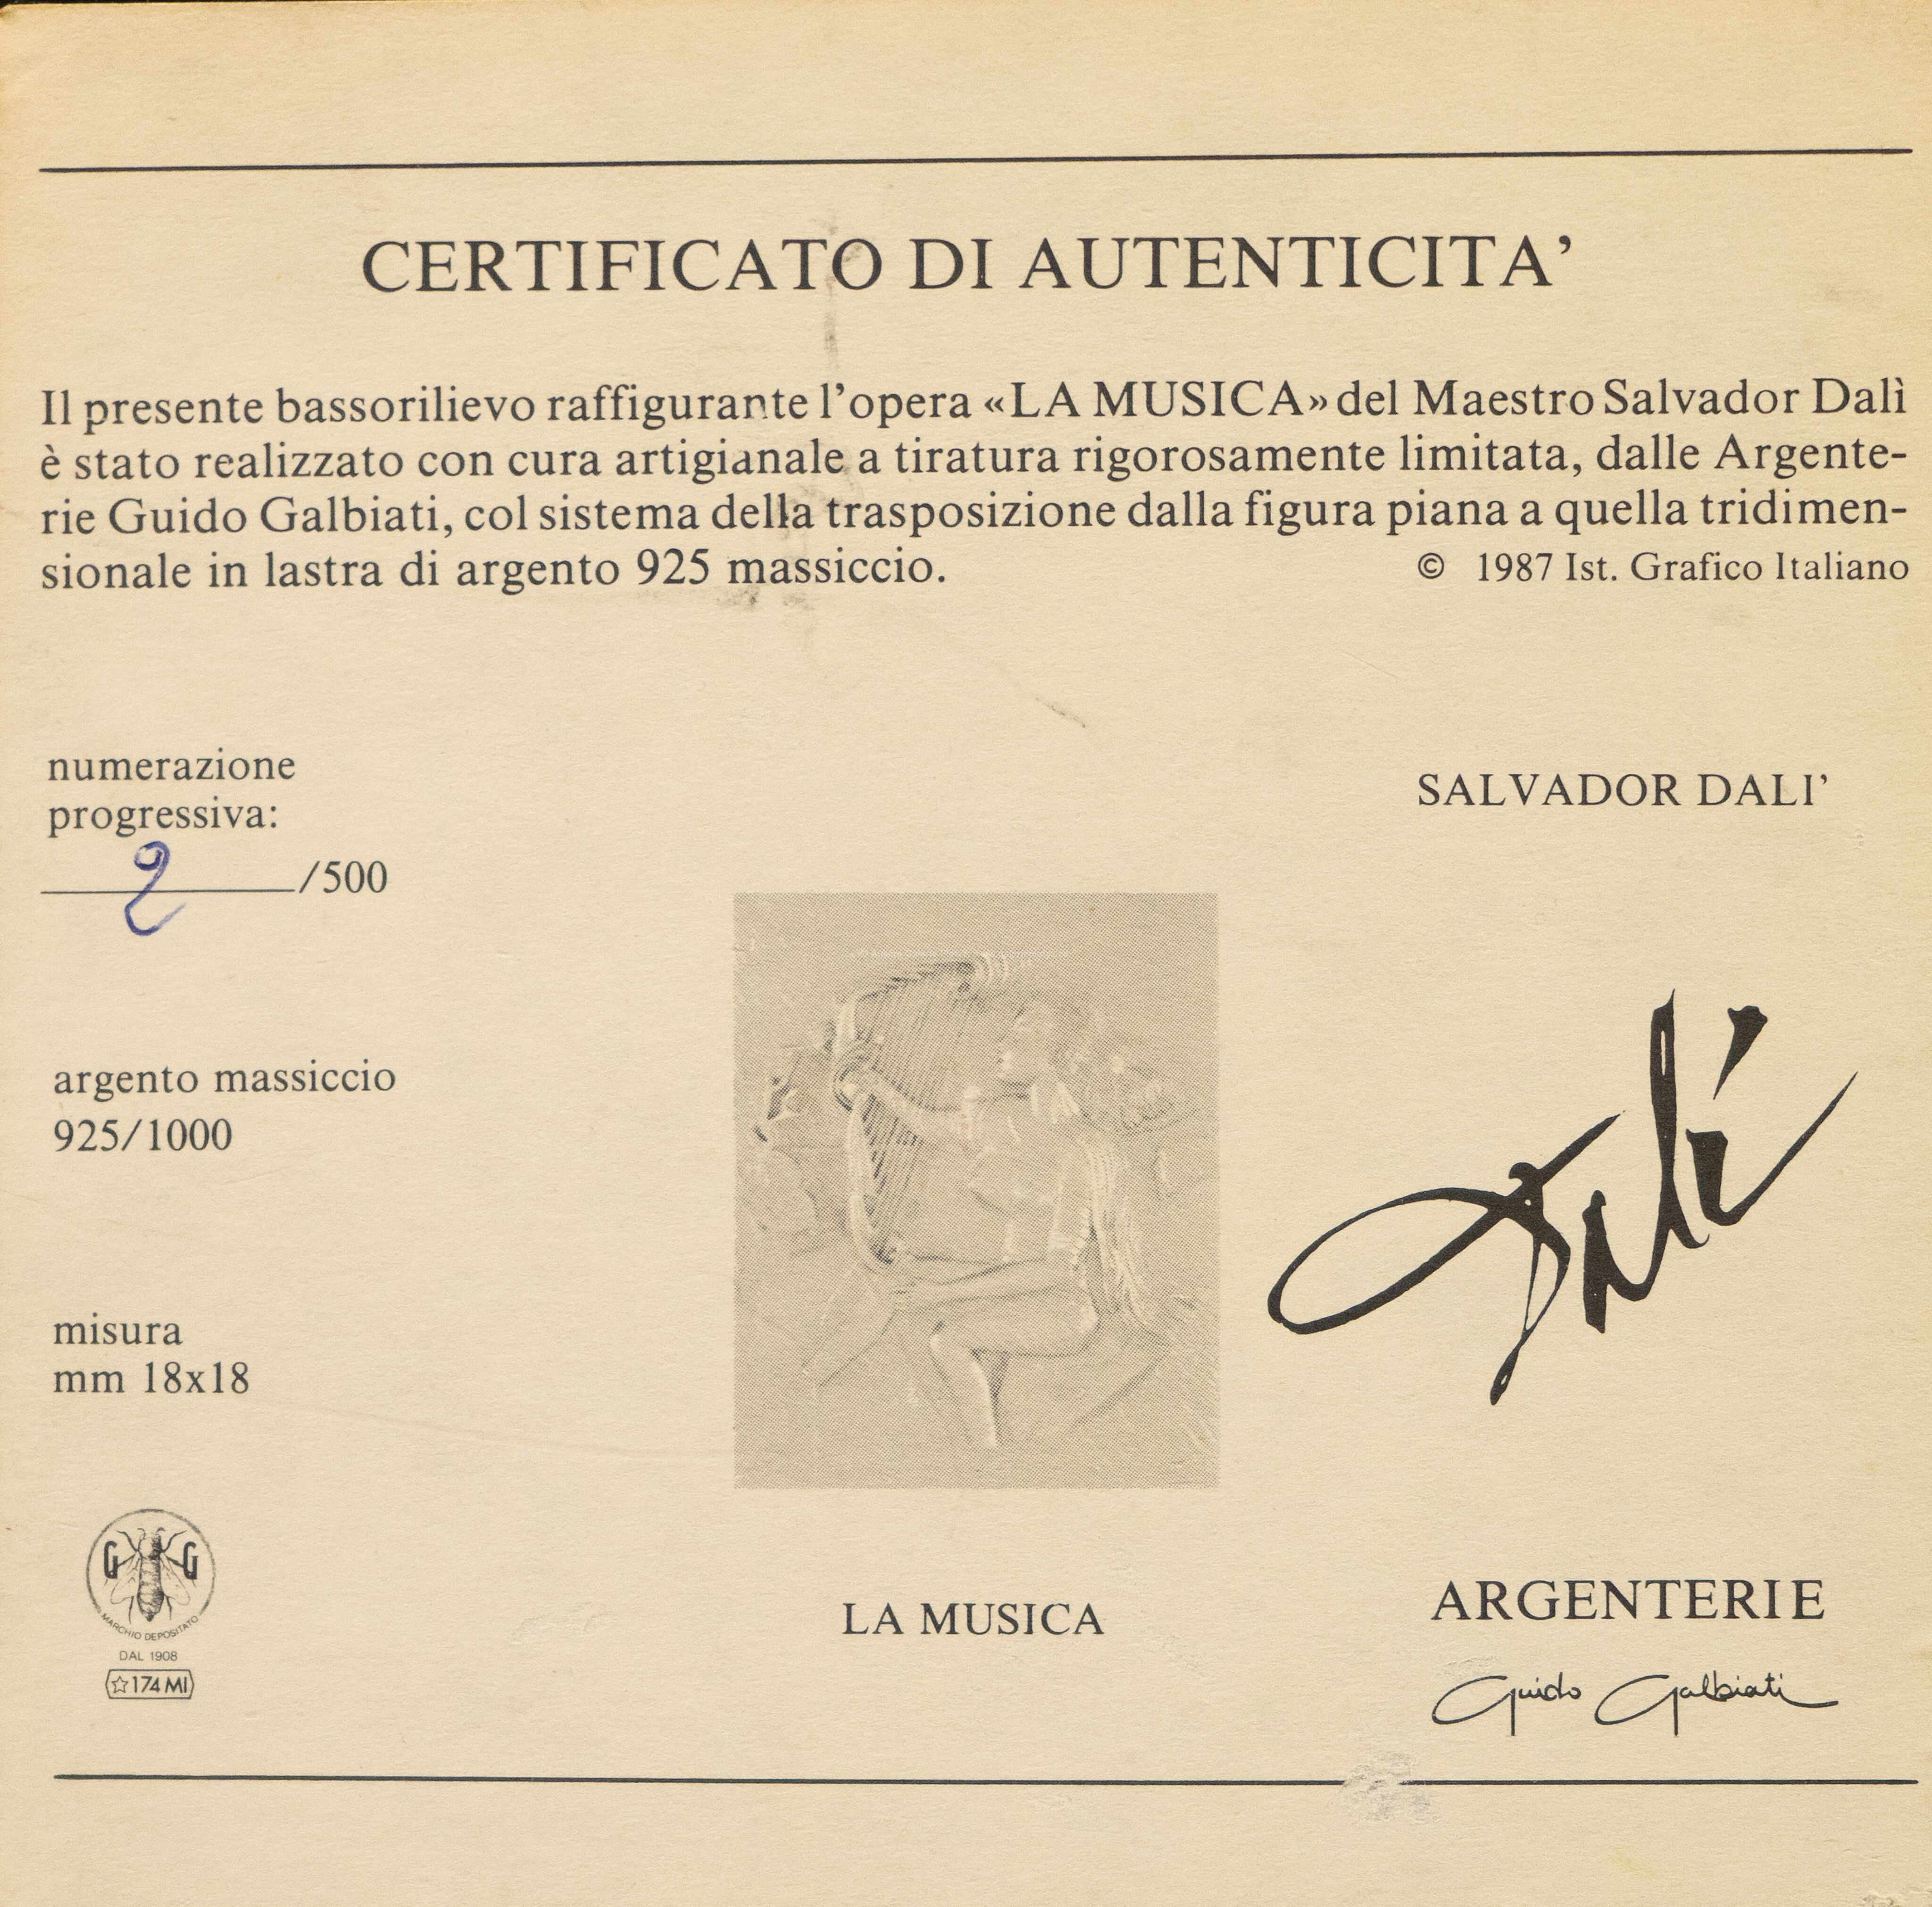 CERTIFICATO DI AUTENTICITA’
Il presente bassorilievo raffigurante l’opera «LA MUSICA» del Maestro Salvador Dalì
è stato realizzato con cura artigianale a tiratura rigorosamente limitata, dalle Argente-
rie Guido Galbiati, col sistema della trasposizione dalla figura piana a quella tridimen-
sionale in lastra di argento 925 massiccio.
© 1987 Ist. Grafico Italiano
numerazione
progressiva:
2/500
SALVADOR DALI’
argento massiccio
925/1000
Dalí
misura
mm 18x18
G G
MARCHIO DEPOSITATO
DAL 1908
☆174 MI
LA MUSICA
ARGENTERIE
Guido Galbiati